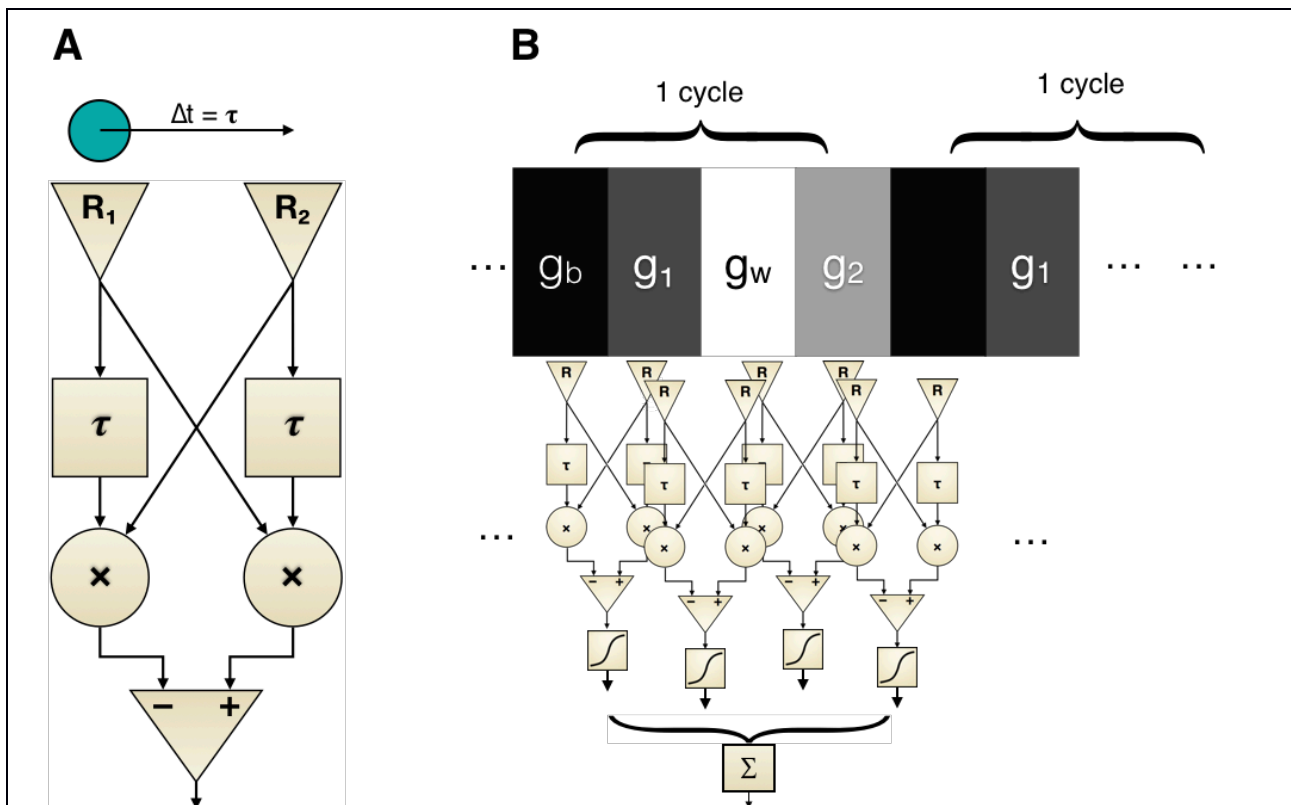 A
Δt = τ
R1 R2
τ τ
× ×
− +
B
1 cycle 1 cycle
... gb g1 gw g2 g1 ... ...
R R R R
R R R R
τ τ τ τ τ
× × × ×
× × × ×
− + − +
− + − +
... ...
Σ